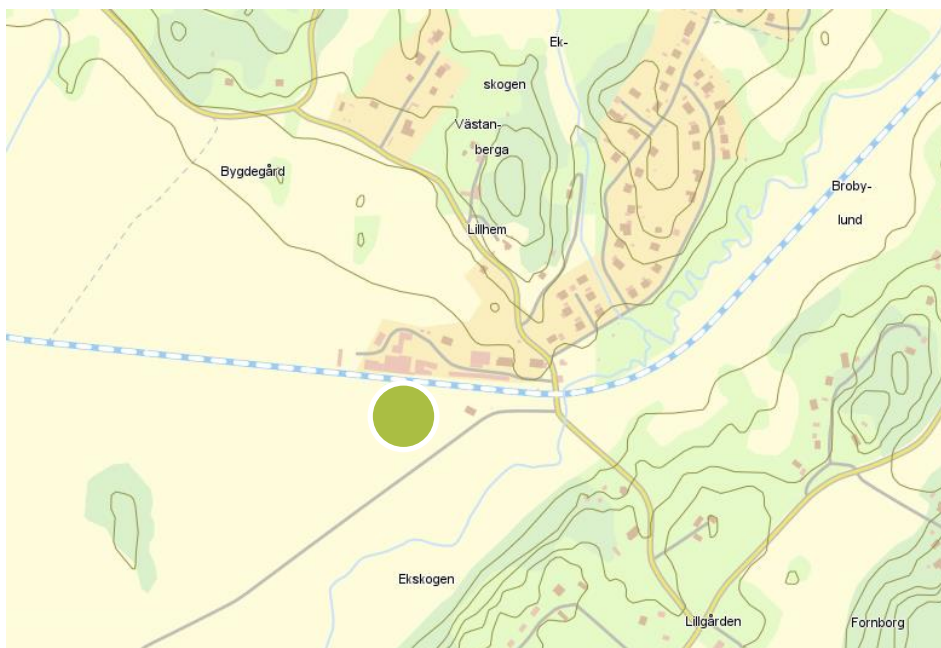 Ek-
skogen
Västan-
berga
Bygdegård
Broby-
lund
Lillhem
Ekskogen
Lillgården
Fornborg